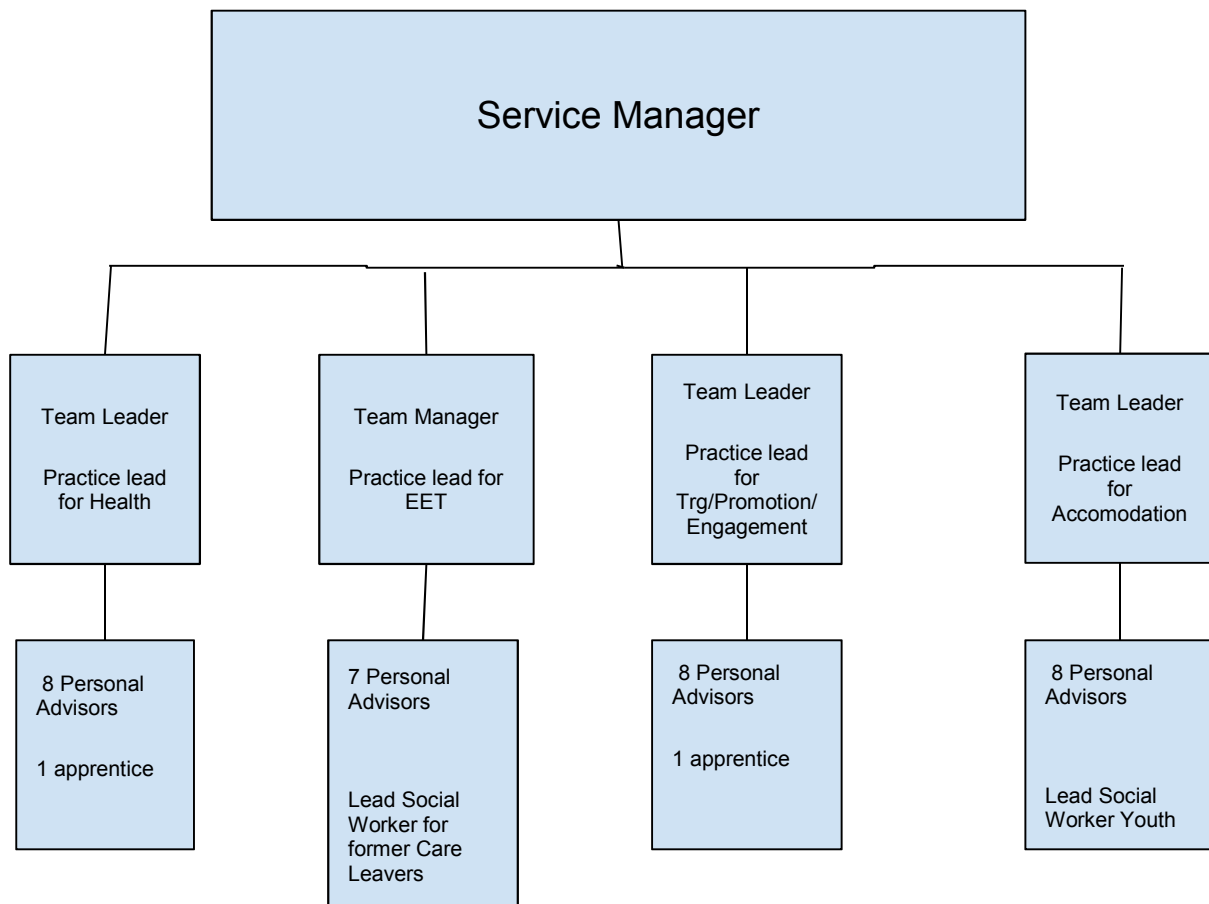 Service Manager
Team Leader
Practice lead
for Health
Team Manager
Practice lead for
EET
Team Leader
Practice lead
for
Trg/Promotion/
Engagement
Team Leader
Practice lead
for
Accomodation
8 Personal
Advisors
1 apprentice
7 Personal
Advisors
Lead Social
Worker for
former Care
Leavers
8 Personal
Advisors
1 apprentice
8 Personal
Advisors
Lead Social
Worker Youth